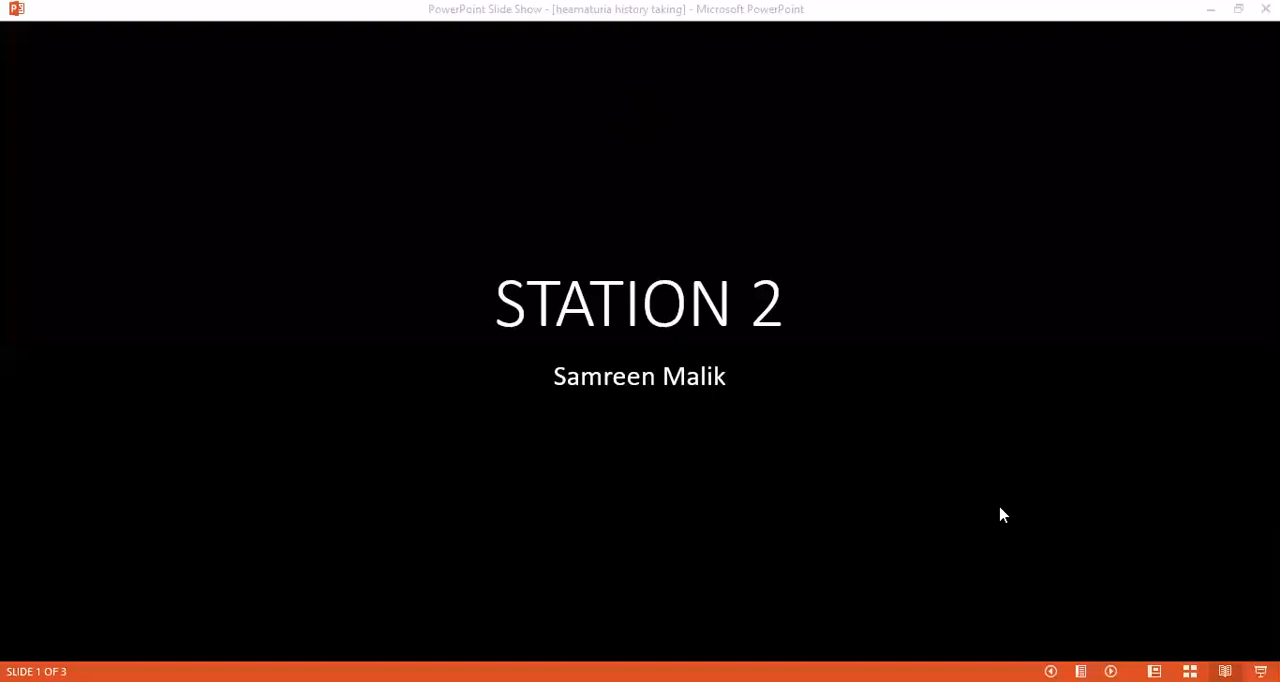 PowerPoint Slide Show - [heamaturia history taking] - Microsoft PowerPoint
STATION 2
Samreen Malik
SLIDE 1 OF 3